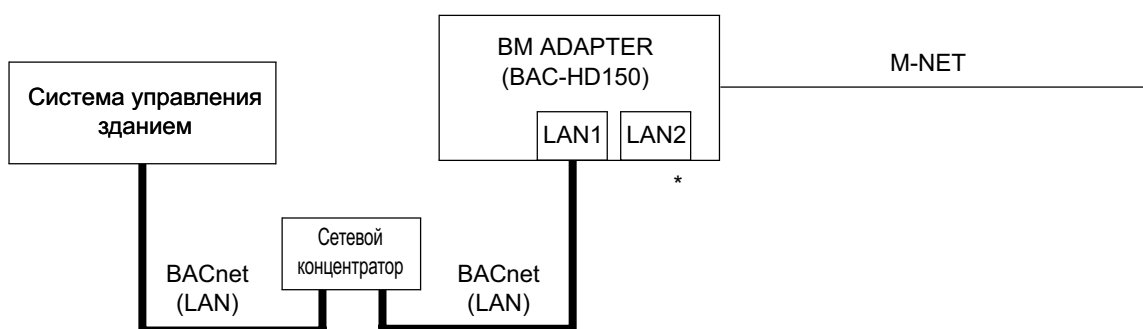 BM ADAPTER
(BAC-HD150)
M-NET
Система управления
зданием
LAN1
LAN2
*
Сетевой
концентратор
BACnet
(LAN)
BACnet
(LAN)